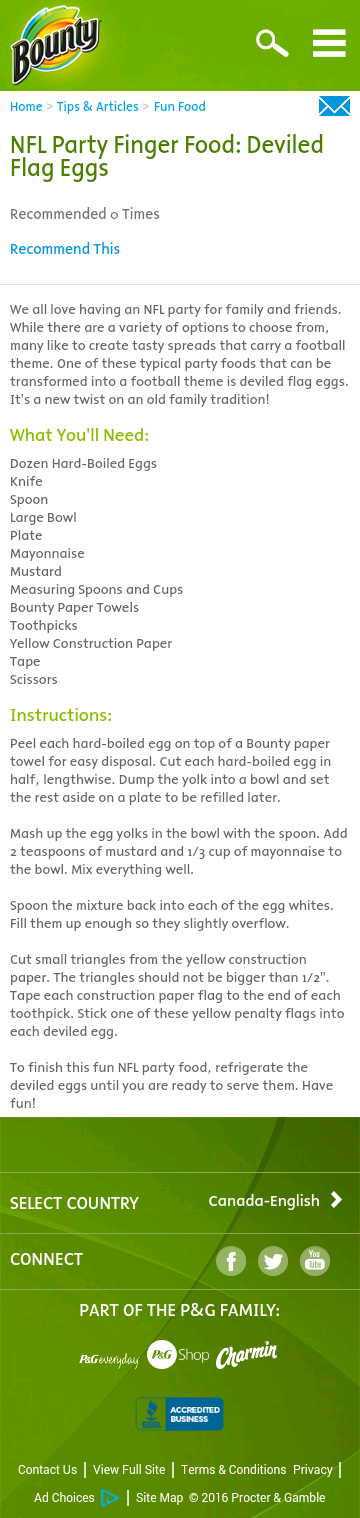 Bounty
Home > Tips & Articles > Fun Food
NFL Party Finger Food: Deviled
Flag Eggs
Recommended 0 Times
Recommend This
We all love having an NFL party for family and friends.
While there are a variety of options to choose from,
many like to create tasty spreads that carry a football
theme. One of these typical party foods that can be
transformed into a football theme is deviled flag eggs.
It's a new twist on an old family tradition!
What You'll Need:
Dozen Hard-Boiled Eggs
Knife
Spoon
Large Bowl
Plate
Mayonnaise
Mustard
Measuring Spoons and Cups
Bounty Paper Towels
Toothpicks
Yellow Construction Paper
Tape
Scissors
Instructions:
Peel each hard-boiled egg on top of a Bounty paper
towel for easy disposal. Cut each hard-boiled egg in
half, lengthwise. Dump the yolk into a bowl and set
the rest aside on a plate to be refilled later.
Mash up the egg yolks in the bowl with the spoon. Add
2 teaspoons of mustard and 1/3 cup of mayonnaise to
the bowl. Mix everything well.
Spoon the mixture back into each of the egg whites.
Fill them up enough so they slightly overflow.
Cut small triangles from the yellow construction
paper. The triangles should not be bigger than 1/2".
Tape each construction paper flag to the end of each
toothpick. Stick one of these yellow penalty flags into
each deviled egg.
To finish this fun NFL party food, refrigerate the
deviled eggs until you are ready to serve them. Have
fun!
SELECT COUNTRY Canada-English
CONNECT f You Tube
PART OF THE P&G FAMILY:
P&G everyday P&G Shop Charmin
BBB ACCREDITED BUSINESS
Contact Us | View Full Site | Terms & Conditions Privacy |
Ad Choices | Site Map © 2016 Procter & Gamble